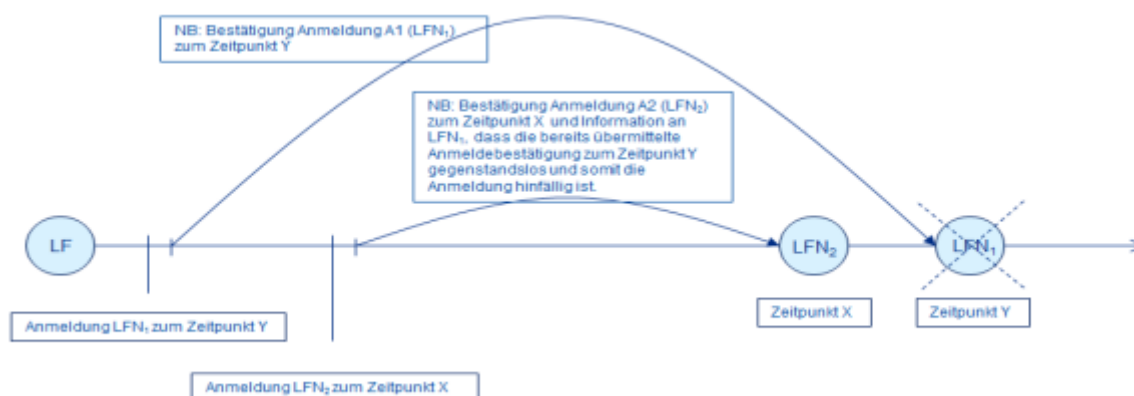 NB: Bestätigung Anmeldung A1 (LFN₁)
zum Zeitpunkt Y
NB: Bestätigung Anmeldung A2 (LFN₂)
zum Zeitpunkt X und Information an
LFN₁, dass die bereits übermittelte
Anmeldebestätigung zum Zeitpunkt Y
gegenstandslos und somit die
Anmeldung hinfällig ist.
LF
LFN₂
LFN₁
Zeitpunkt X
Zeitpunkt Y
Anmeldung LFN₁ zum Zeitpunkt Y
Anmeldung LFN₂ zum Zeitpunkt X